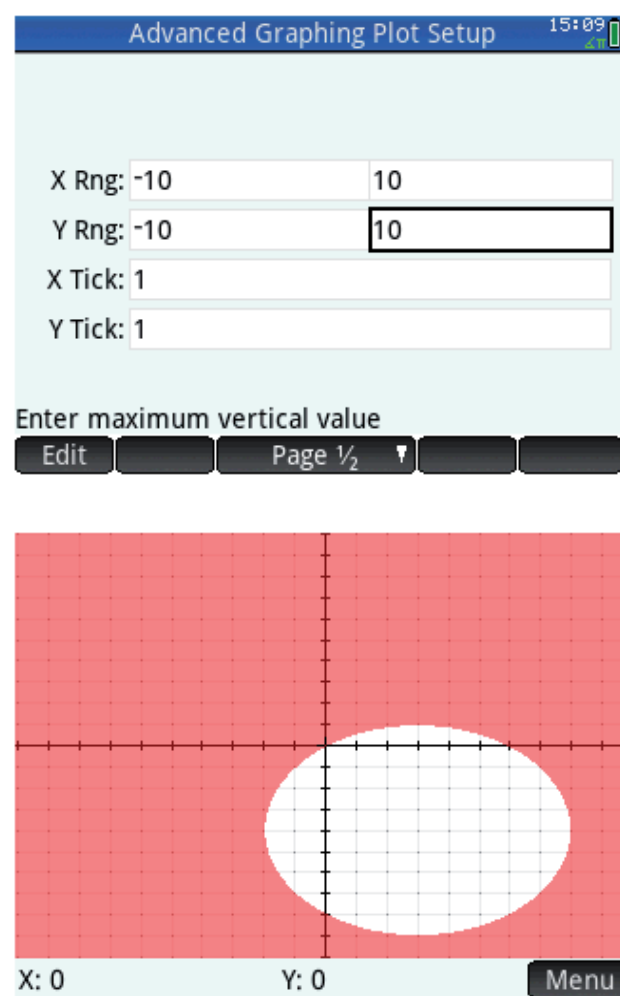 Advanced Graphing Plot Setup 15:09
∡π
X Rng: -10 10
Y Rng: -10 10
X Tick: 1
Y Tick: 1
Enter maximum vertical value
Edit Page ½
X: 0 Y: 0 Menu